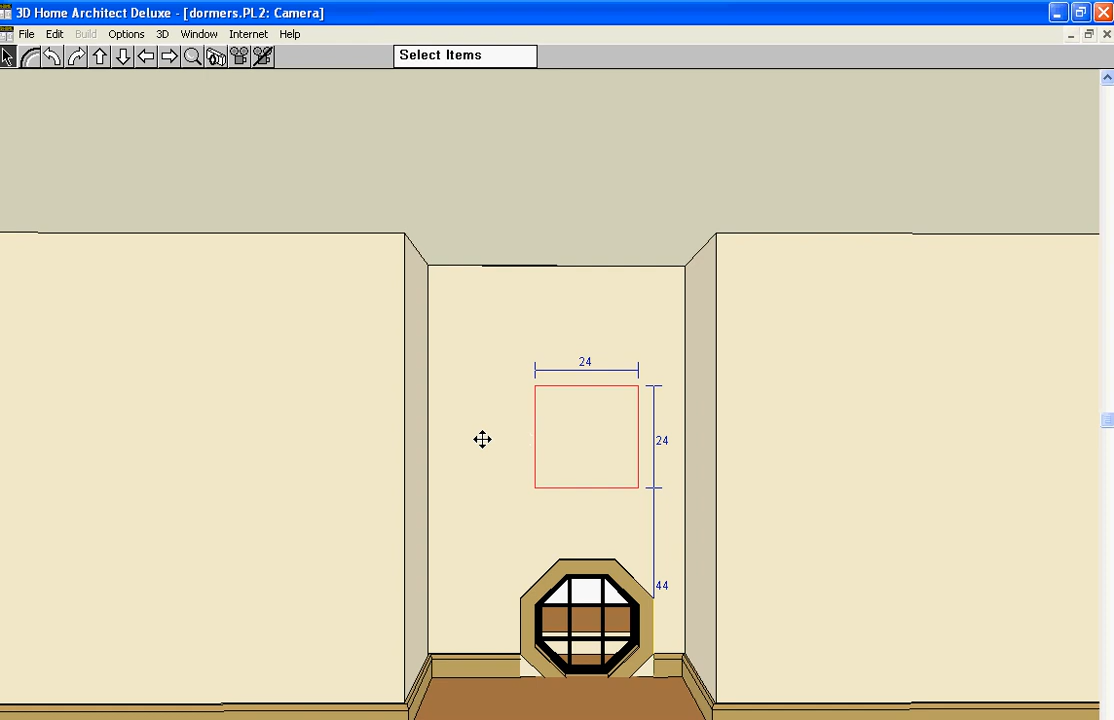 3D Home Architect Deluxe - [dormers.PL2: Camera]
File Edit Build Options 3D Window Internet Help
Select Items
24
24
44